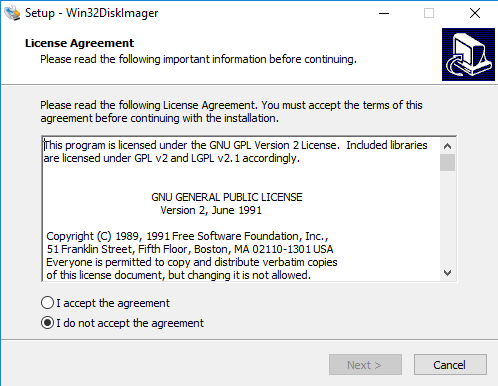 Setup - Win32DiskImager
License Agreement
Please read the following important information before continuing.
Please read the following License Agreement. You must accept the terms of this
agreement before continuing with the installation.
This program is licensed under the GNU GPL Version 2 License.  Included libraries
are licensed under GPL v2 and LGPL v2.1 accordingly.
GNU GENERAL PUBLIC LICENSE
Version 2, June 1991
Copyright (C) 1989, 1991 Free Software Foundation, Inc.,
51 Franklin Street, Fifth Floor, Boston, MA 02110-1301 USA
Everyone is permitted to copy and distribute verbatim copies
of this license document, but changing it is not allowed.
I accept the agreement
I do not accept the agreement
Next >
Cancel